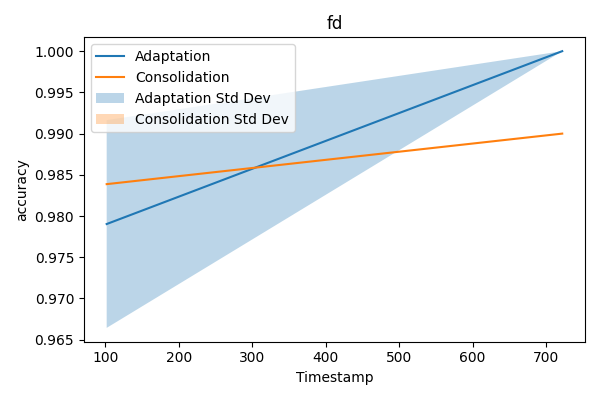 fd
1.000
0.995
0.990
0.985
0.980
0.975
0.970
0.965
accuracy
Adaptation
Consolidation
Adaptation Std Dev
Consolidation Std Dev
100 200 300 400 500 600 700
Timestamp